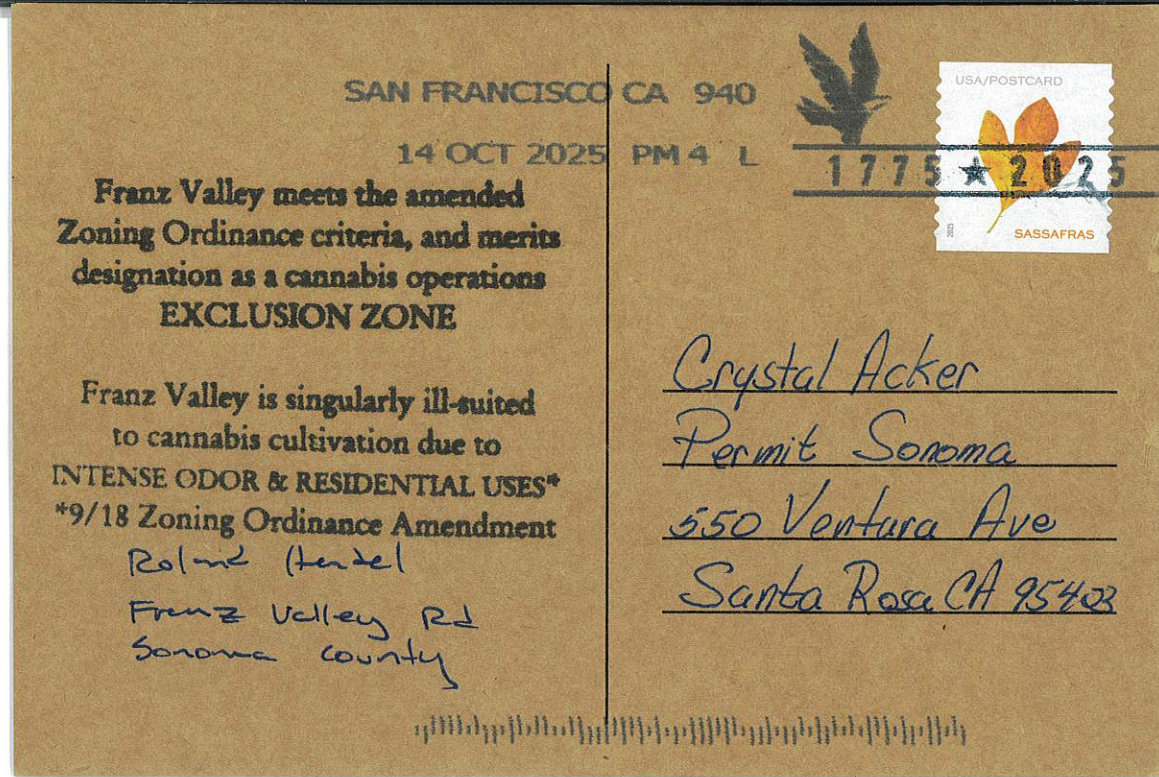 SAN FRANCISCO CA 940
14 OCT 2025 PM 4 L
USA/POSTCARD
1775 ★ 2025
2025
SASSAFRAS
Franz Valley meets the amended
Zoning Ordinance criteria, and merits
designation as a cannabis operations
EXCLUSION ZONE
Franz Valley is singularly ill-suited
to cannabis cultivation due to
INTENSE ODOR & RESIDENTIAL USES*
*9/18 Zoning Ordinance Amendment
Roland Hendel
Franz Valley Rd
Sonoma County
Crystal Acker
Permit Sonoma
550 Ventura Ave
Santa Rosa CA 95403